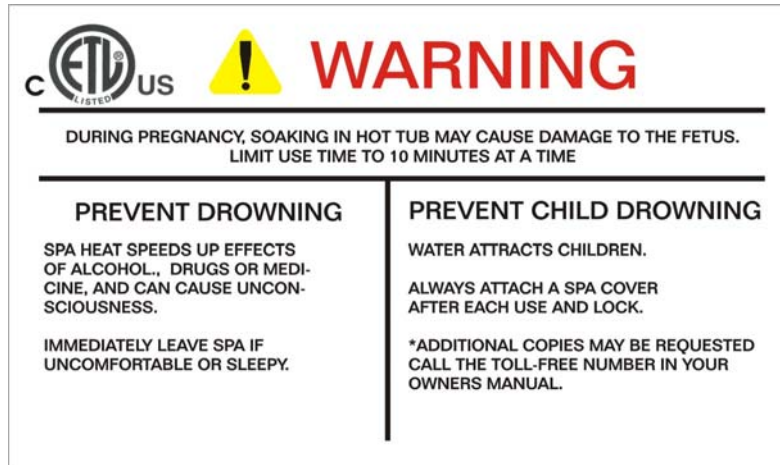 C ETL® US
LISTED
WARNING
DURING PREGNANCY, SOAKING IN HOT TUB MAY CAUSE DAMAGE TO THE FETUS.
LIMIT USE TIME TO 10 MINUTES AT A TIME
PREVENT DROWNING
SPA HEAT SPEEDS UP EFFECTS
OF ALCOHOL., DRUGS OR MEDI-
CINE, AND CAN CAUSE UNCON-
SCIOUSNESS.
IMMEDIATELY LEAVE SPA IF
UNCOMFORTABLE OR SLEEPY.
PREVENT CHILD DROWNING
WATER ATTRACTS CHILDREN.
ALWAYS ATTACH A SPA COVER
AFTER EACH USE AND LOCK.
*ADDITIONAL COPIES MAY BE REQUESTED
CALL THE TOLL-FREE NUMBER IN YOUR
OWNERS MANUAL.